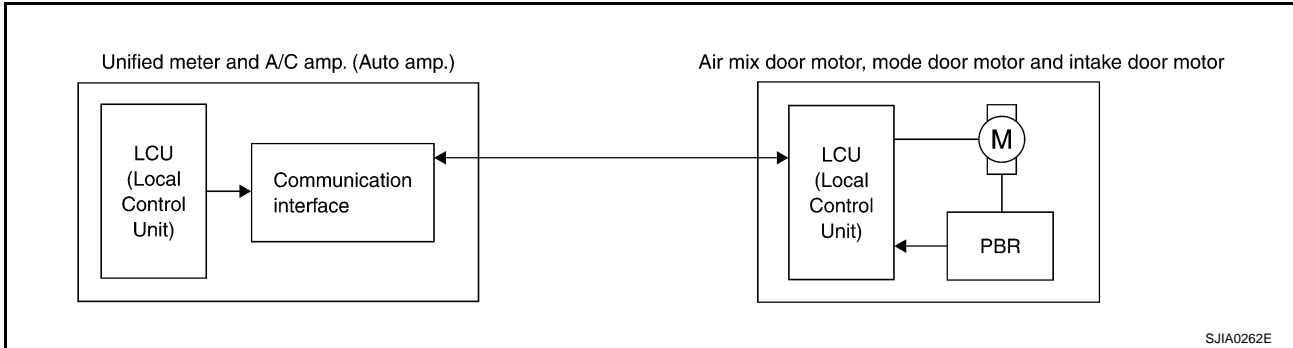 Unified meter and A/C amp. (Auto amp.)
LCU
(Local
Control
Unit)
Communication
interface
Air mix door motor, mode door motor and intake door motor
LCU
(Local
Control
Unit)
M
PBR
SJIA0262E